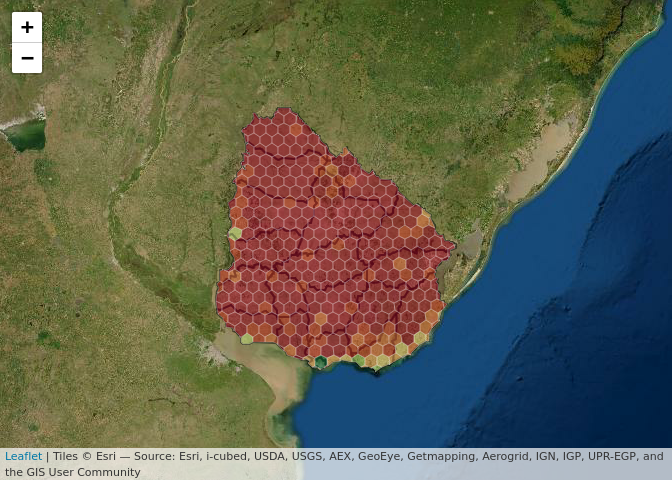 +
−
Leaflet | Tiles © Esri — Source: Esri, i-cubed, USDA, USGS, AEX, GeoEye, Getmapping, Aerogrid, IGN, IGP, UPR-EGP, and
the GIS User Community